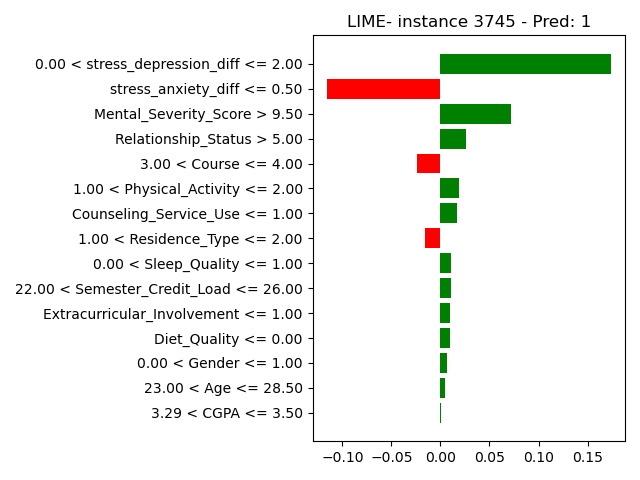 LIME- instance 3745 - Pred: 1
0.00 < stress_depression_diff <= 2.00
stress_anxiety_diff <= 0.50
Mental_Severity_Score > 9.50
Relationship_Status > 5.00
3.00 < Course <= 4.00
1.00 < Physical_Activity <= 2.00
Counseling_Service_Use <= 1.00
1.00 < Residence_Type <= 2.00
0.00 < Sleep_Quality <= 1.00
22.00 < Semester_Credit_Load <= 26.00
Extracurricular_Involvement <= 1.00
Diet_Quality <= 0.00
0.00 < Gender <= 1.00
23.00 < Age <= 28.50
3.29 < CGPA <= 3.50
−0.10 −0.05 0.00 0.05 0.10 0.15